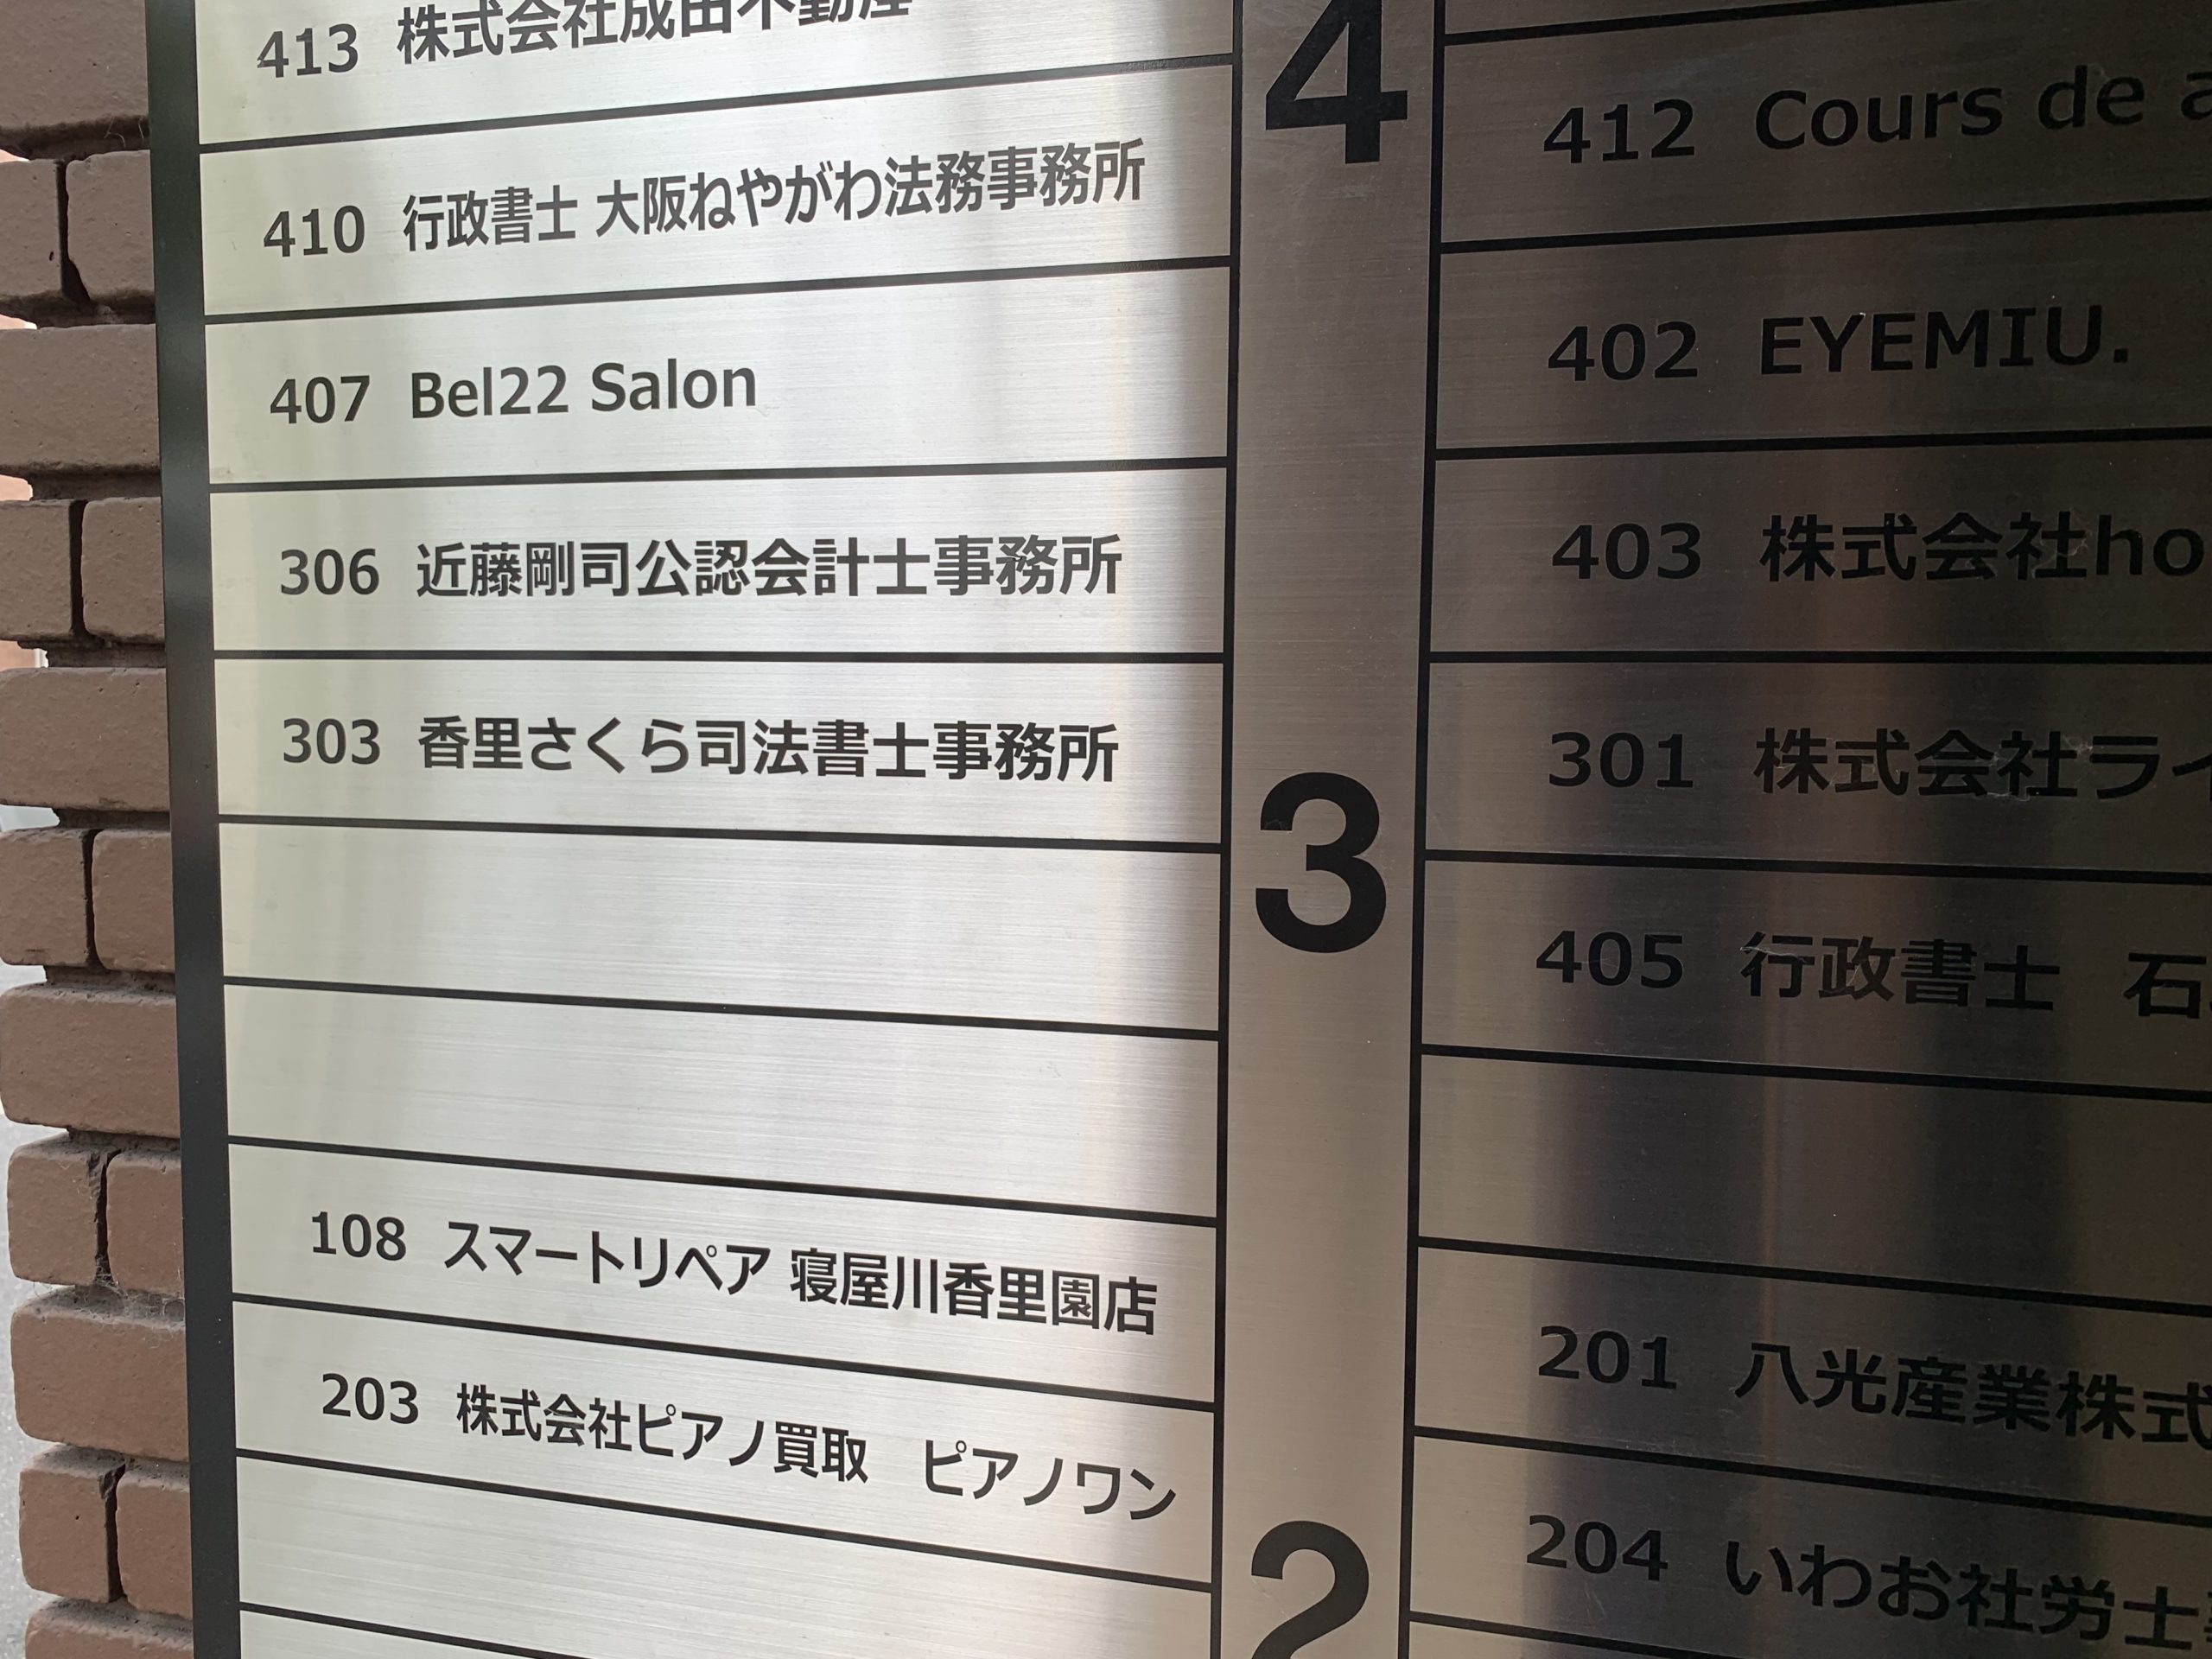 413 株式会社成田不動産
410 行政書士 大阪ねやがわ法務事務所
407 Bel22 Salon
306 近藤剛司公認会計士事務所
303 香里さくら司法書士事務所
108 スマートリペア 寝屋川香里園店
203 株式会社ピアノ買取　ピアノワン
4
3
2
412 Cours de
402 EYEMIU.
403 株式会社ho
301 株式会社ライ
405 行政書士　石
201 八光産業株式
204 いわお社労士